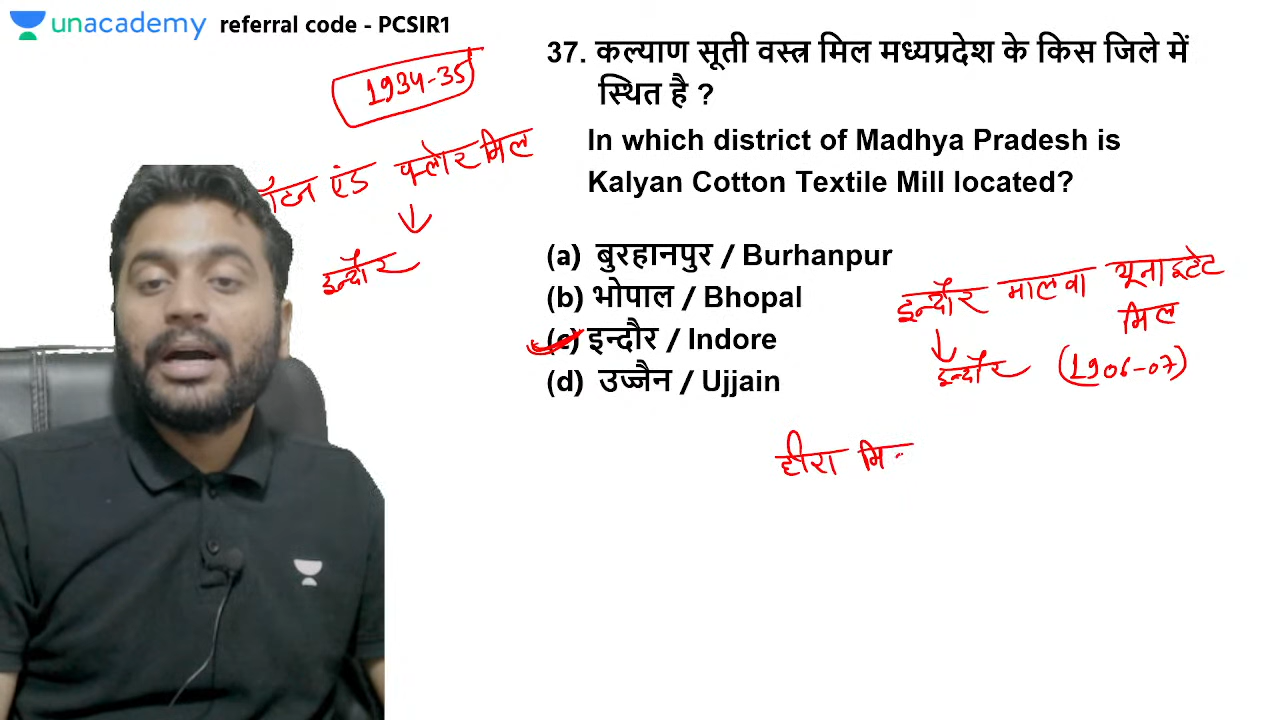 unacademy referral code - PCSIR1
1934-35
एंड फ्लोर मिल
↓
इन्दौर
37. कल्याण सूती वस्त्र मिल मध्यप्रदेश के किस जिले में
स्थित है ?
In which district of Madhya Pradesh is
Kalyan Cotton Textile Mill located?
(a) बुरहानपुर / Burhanpur
(b) भोपाल / Bhopal
(c) इन्दौर / Indore
(d) उज्जैन / Ujjain
इन्दौर मालवा यूनाइटेट
मिल
↓
इन्दौर (1906-07)
हीरा मि